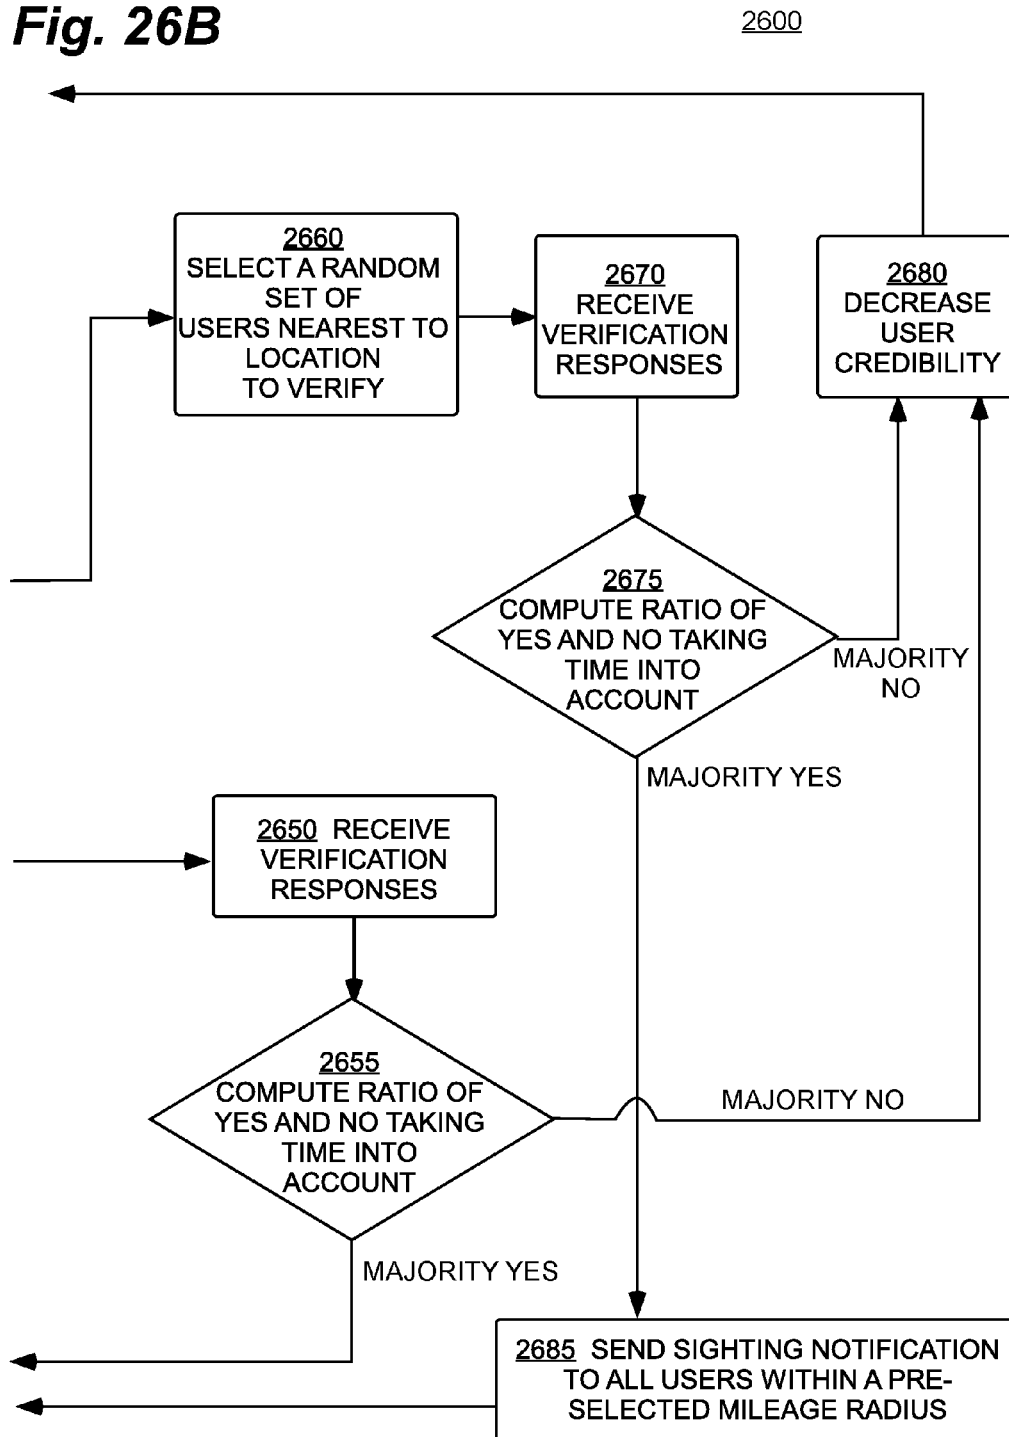 Fig. 26B
2600
2660
SELECT A RANDOM
SET OF
USERS NEAREST TO
LOCATION
TO VERIFY
2670
RECEIVE
VERIFICATION
RESPONSES
2680
DECREASE
USER
CREDIBILITY
2675
COMPUTE RATIO OF
YES AND NO TAKING
TIME INTO
ACCOUNT
MAJORITY
NO
MAJORITY YES
2650 RECEIVE
VERIFICATION
RESPONSES
2655
COMPUTE RATIO OF
YES AND NO TAKING
TIME INTO
ACCOUNT
MAJORITY NO
MAJORITY YES
2685 SEND SIGHTING NOTIFICATION
TO ALL USERS WITHIN A PRE-
SELECTED MILEAGE RADIUS